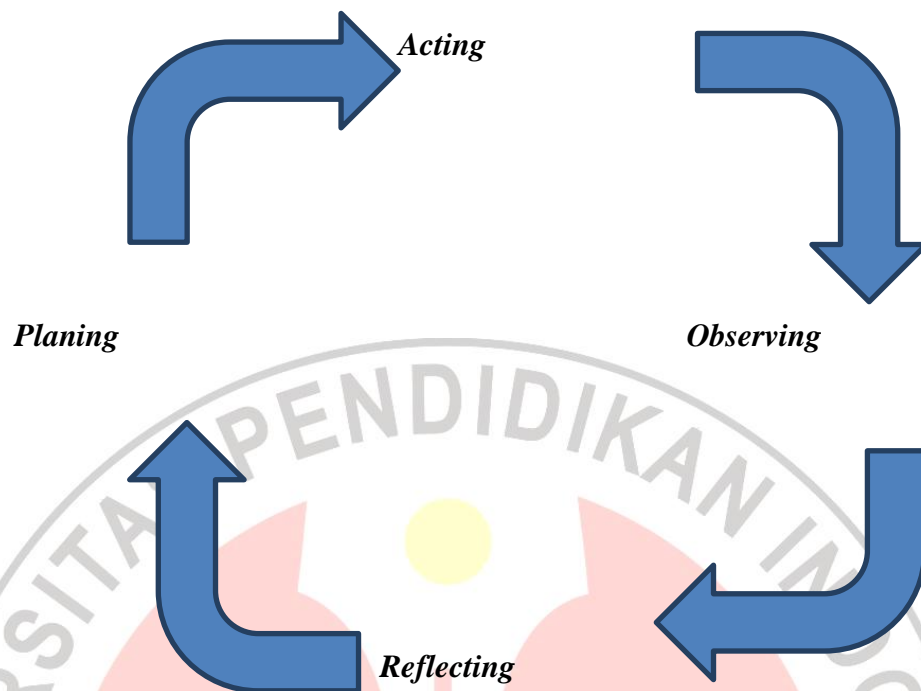 Acting
Planing
Observing
PENDIDIKAN
Reflecting